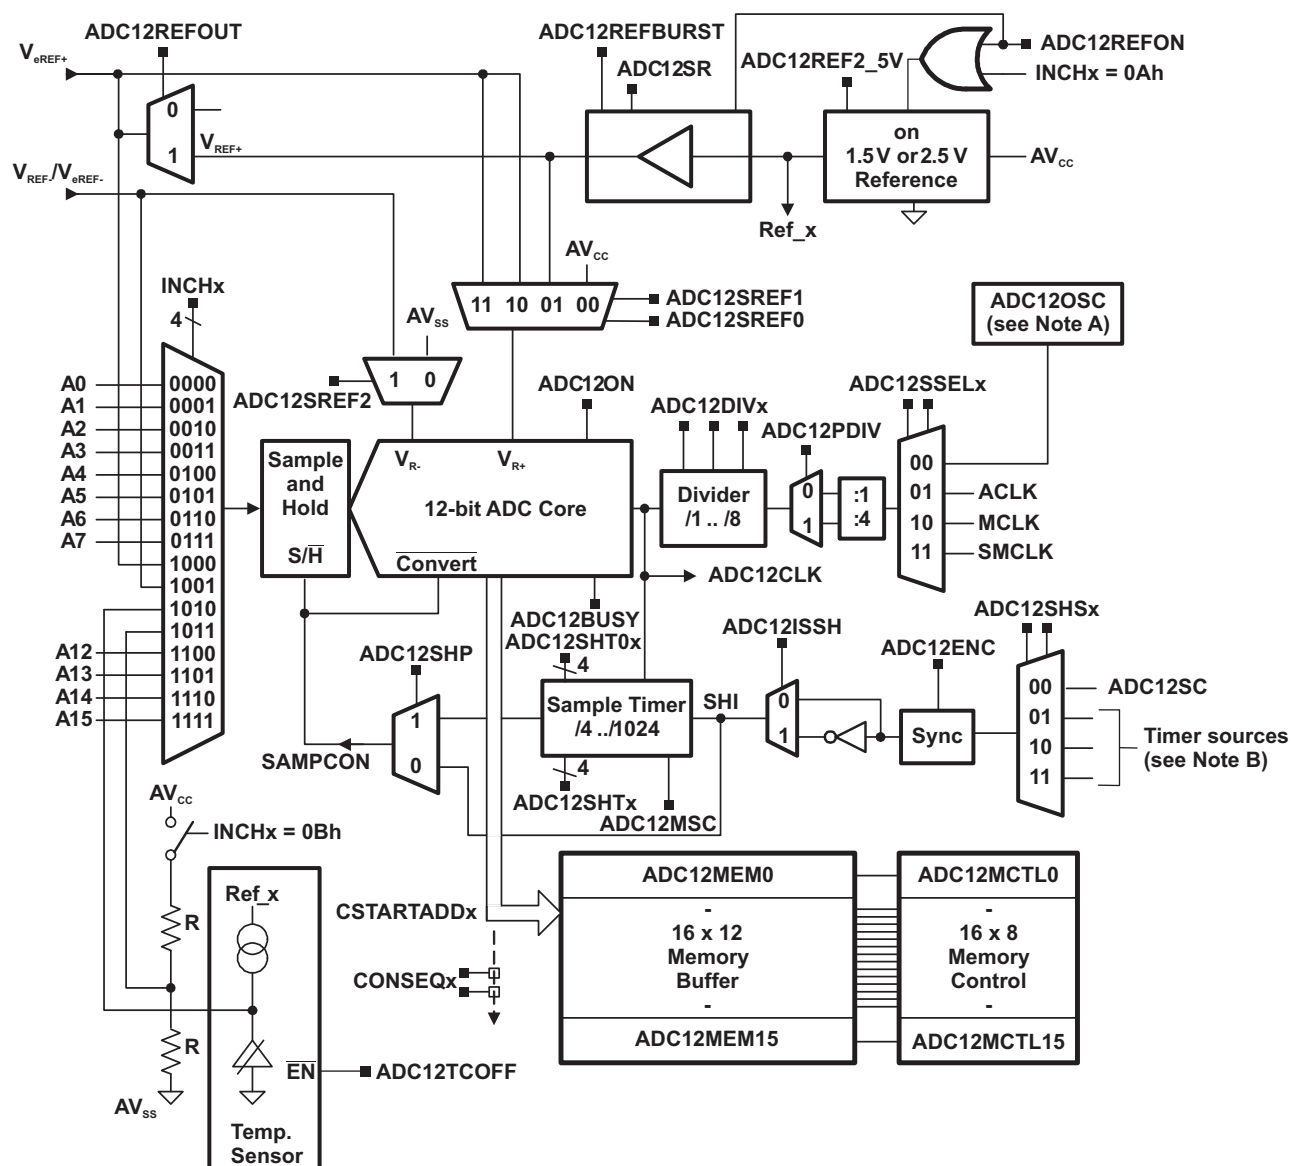 ADC12REFOUT
VeREF+
0
1
VREF+
VREF-/VeREF-
ADC12REFBURST
ADC12SR
ADC12REF2_5V
ADC12REFON
INCHx = 0Ah
on
1.5 V or 2.5 V
Reference
AVCC
Ref_x
AVCC
11 10 01 00
ADC12SREF1
ADC12SREF0
INCHx
4
AVSS
1 0
ADC12SREF2
ADC12ON
ADC12OSC
(see Note A)
ADC12SSELx
ADC12DIVx
ADC12PDIV
A0 0000
A1 0001
A2 0010
A3 0011
A4 0100
A5 0101
A6 0110
A7 0111
1000
1001
1010
1011
A12 1100
A13 1101
A14 1110
A15 1111
Sample
and
Hold
S/H
VR-
VR+
12-bit ADC Core
Convert
Divider
/1 .. /8
0
1
:1
:4
00
01 ACLK
10 MCLK
11 SMCLK
ADC12CLK
ADC12BUSY
ADC12SHT0x
4
ADC12SHP
1
0
SAMPCON
Sample Timer
/4 ../1024
4
ADC12SHTx
ADC12MSC
SHI
ADC12ISSH
0
1
ADC12ENC
Sync
ADC12SHSx
00 ADC12SC
01
10
11
Timer sources
(see Note B)
AVCC
INCHx = 0Bh
R
R
AVSS
Ref_x
EN
ADC12TCOFF
Temp.
Sensor
CSTARTADDx
CONSEQx
ADC12MEM0
-
16 x 12
Memory
Buffer
-
ADC12MEM15
ADC12MCTL0
-
16 x 8
Memory
Control
-
ADC12MCTL15